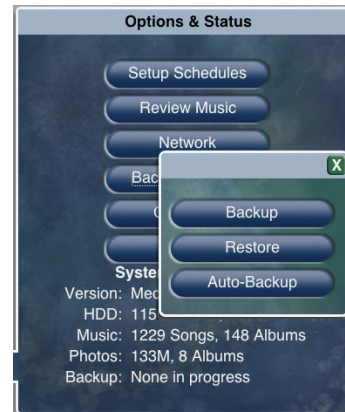 Options & Status
Setup Schedules
Review Music
Network
X
Backup
Restore
Auto-Backup
Version:
HDD: 115
Music: 1229 Songs, 148 Albums
Photos: 133M, 8 Albums
Backup: None in progress